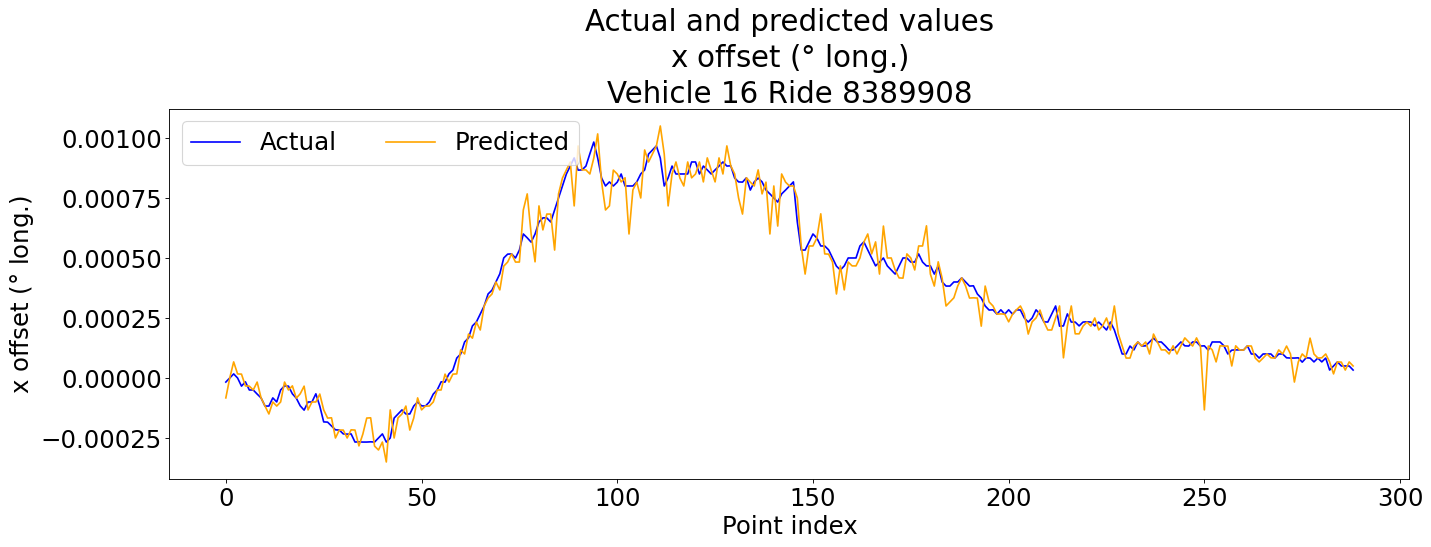 Actual and predicted values
x offset (° long.)
Vehicle 16 Ride 8389908
Actual
Predicted
x offset (° long.)
0.00100
0.00075
0.00050
0.00025
0.00000
−0.00025
0
50
100
150
200
250
300
Point index